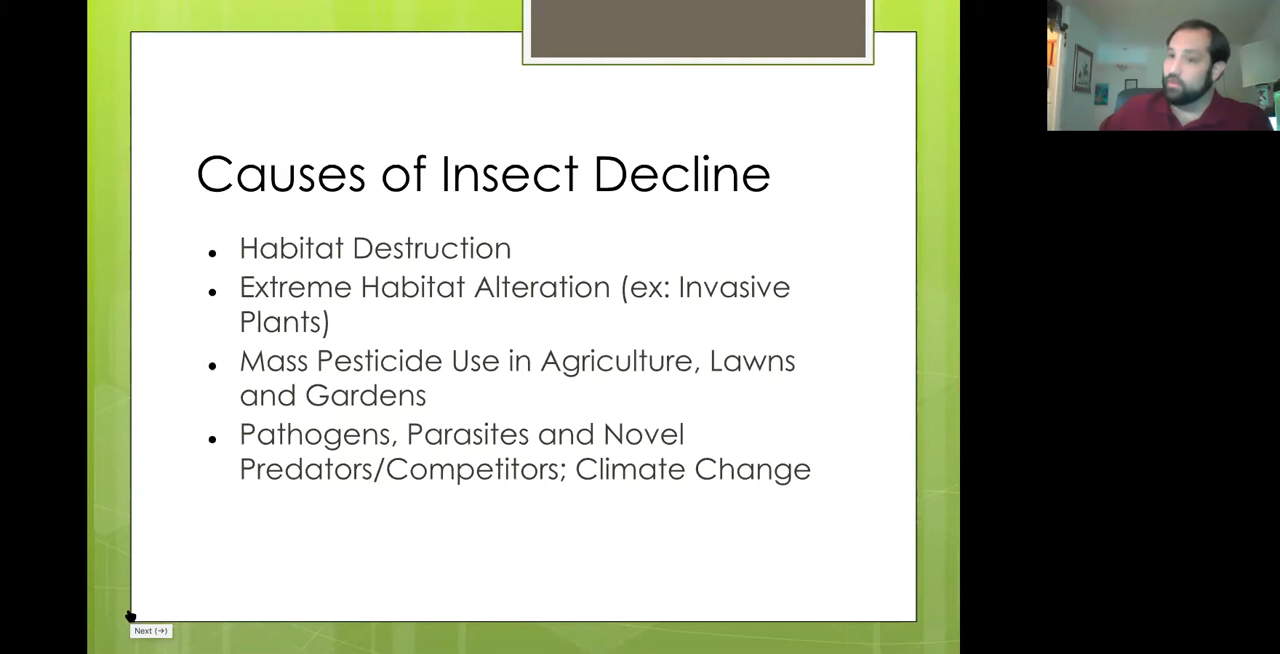 Causes of Insect Decline
Habitat Destruction
Extreme Habitat Alteration (ex: Invasive
Plants)
Mass Pesticide Use in Agriculture, Lawns
and Gardens
Pathogens, Parasites and Novel
Predators/Competitors; Climate Change
Next (→)